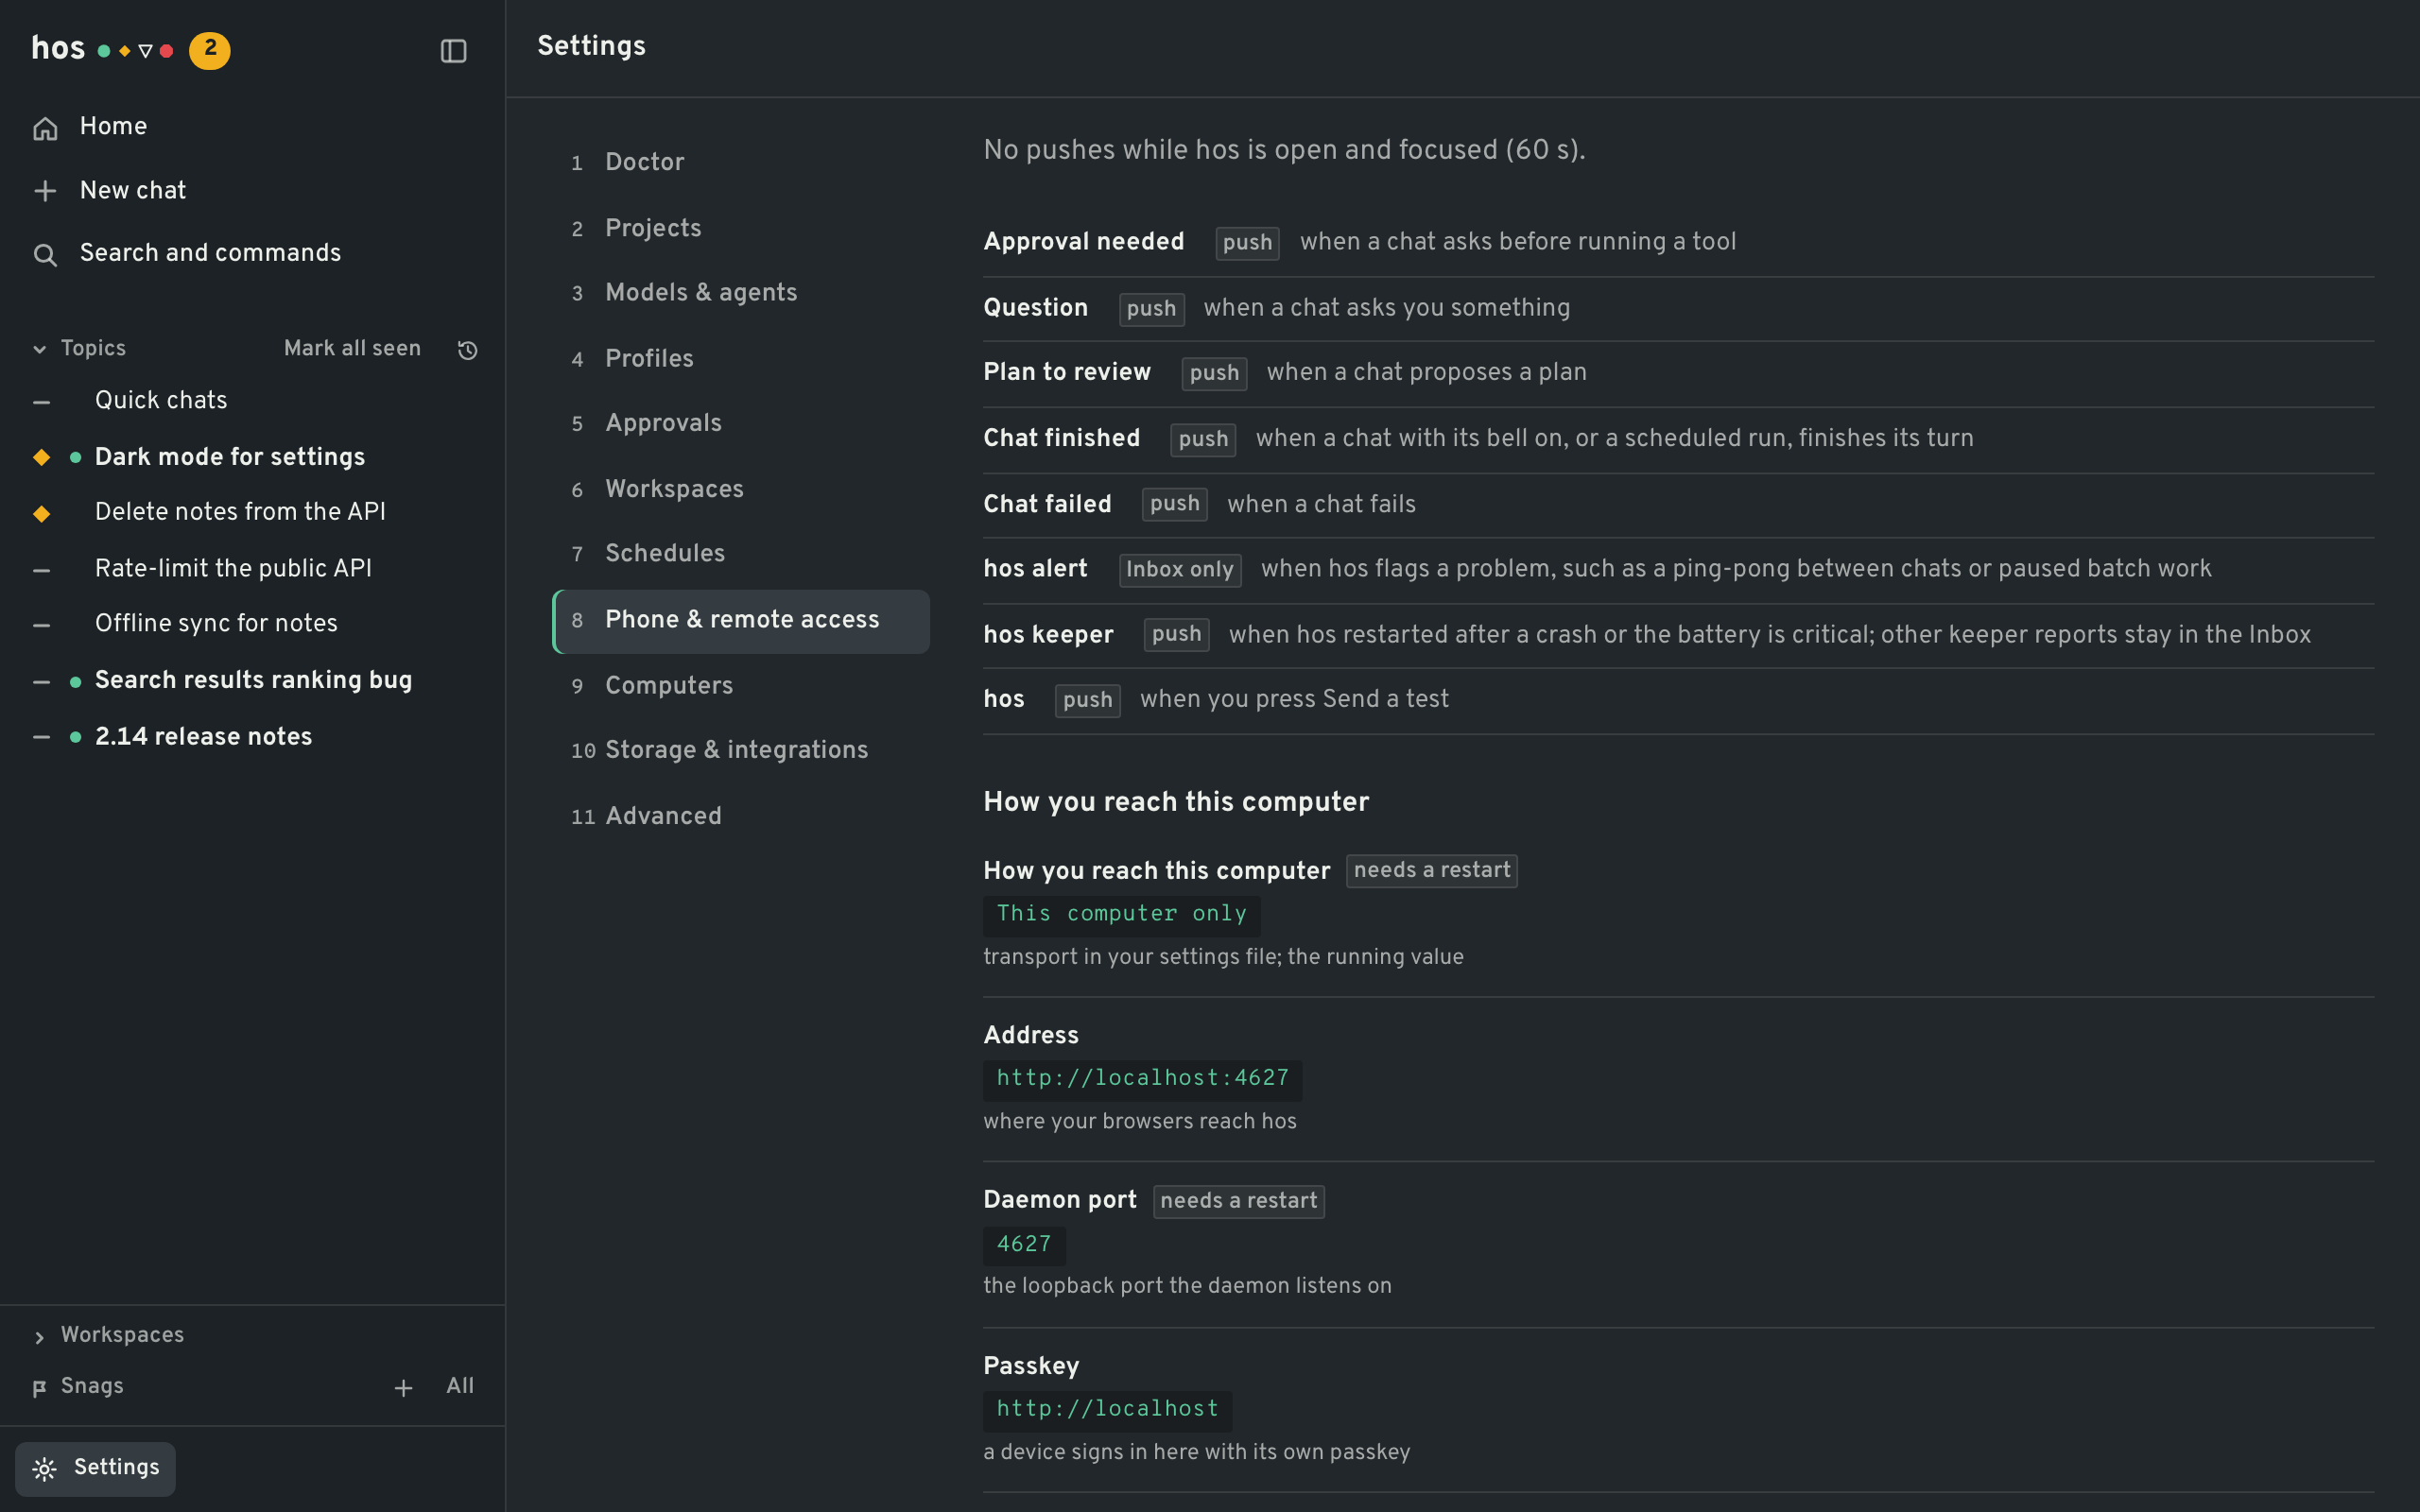 hos 2
Home
New chat
Search and commands
Topics Mark all seen
Quick chats
Dark mode for settings
Delete notes from the API
Rate-limit the public API
Offline sync for notes
Search results ranking bug
2.14 release notes
Workspaces
Snags All
Settings
Settings
1 Doctor
2 Projects
3 Models & agents
4 Profiles
5 Approvals
6 Workspaces
7 Schedules
8 Phone & remote access
9 Computers
10 Storage & integrations
11 Advanced
No pushes while hos is open and focused (60 s).
Approval needed push when a chat asks before running a tool
Question push when a chat asks you something
Plan to review push when a chat proposes a plan
Chat finished push when a chat with its bell on, or a scheduled run, finishes its turn
Chat failed push when a chat fails
hos alert Inbox only when hos flags a problem, such as a ping-pong between chats or paused batch work
hos keeper push when hos restarted after a crash or the battery is critical; other keeper reports stay in the Inbox
hos push when you press Send a test
How you reach this computer
How you reach this computer needs a restart
This computer only
transport in your settings file; the running value
Address
http://localhost:4627
where your browsers reach hos
Daemon port needs a restart
4627
the loopback port the daemon listens on
Passkey
http://localhost
a device signs in here with its own passkey